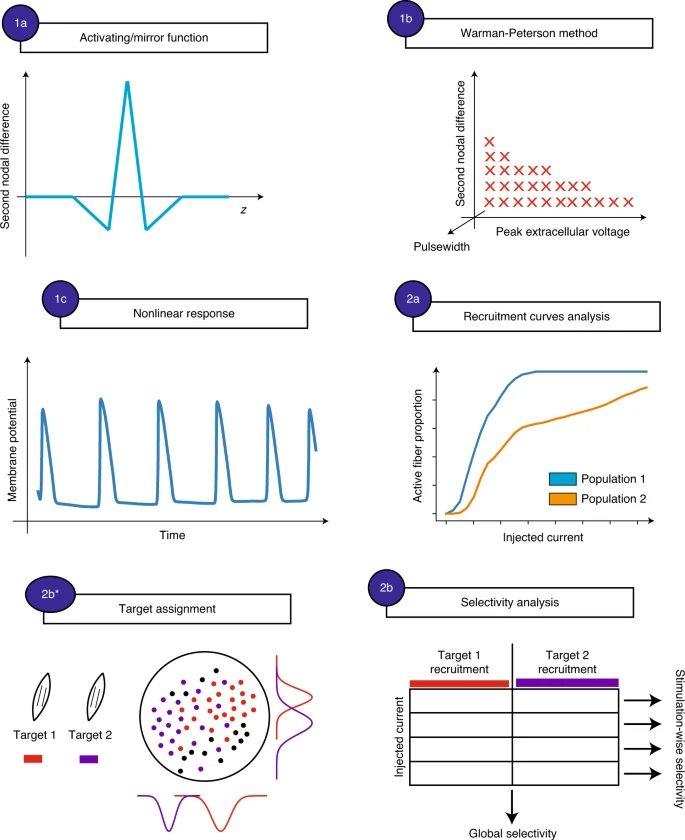 1a
Activating/mirror function
Second nodal difference
z
1b
Warman-Peterson method
Second nodal difference
Peak extracellular voltage
Pulsewidth
1c
Nonlinear response
Membrane potential
Time
2a
Recruitment curves analysis
Active fiber proportion
Population 1
Population 2
Injected current
2b*
Target assignment
Target 1
Target 2
2b
Selectivity analysis
Target 1
recruitment
Target 2
recruitment
Injected current
Stimulation-wise selectivity
Global selectivity